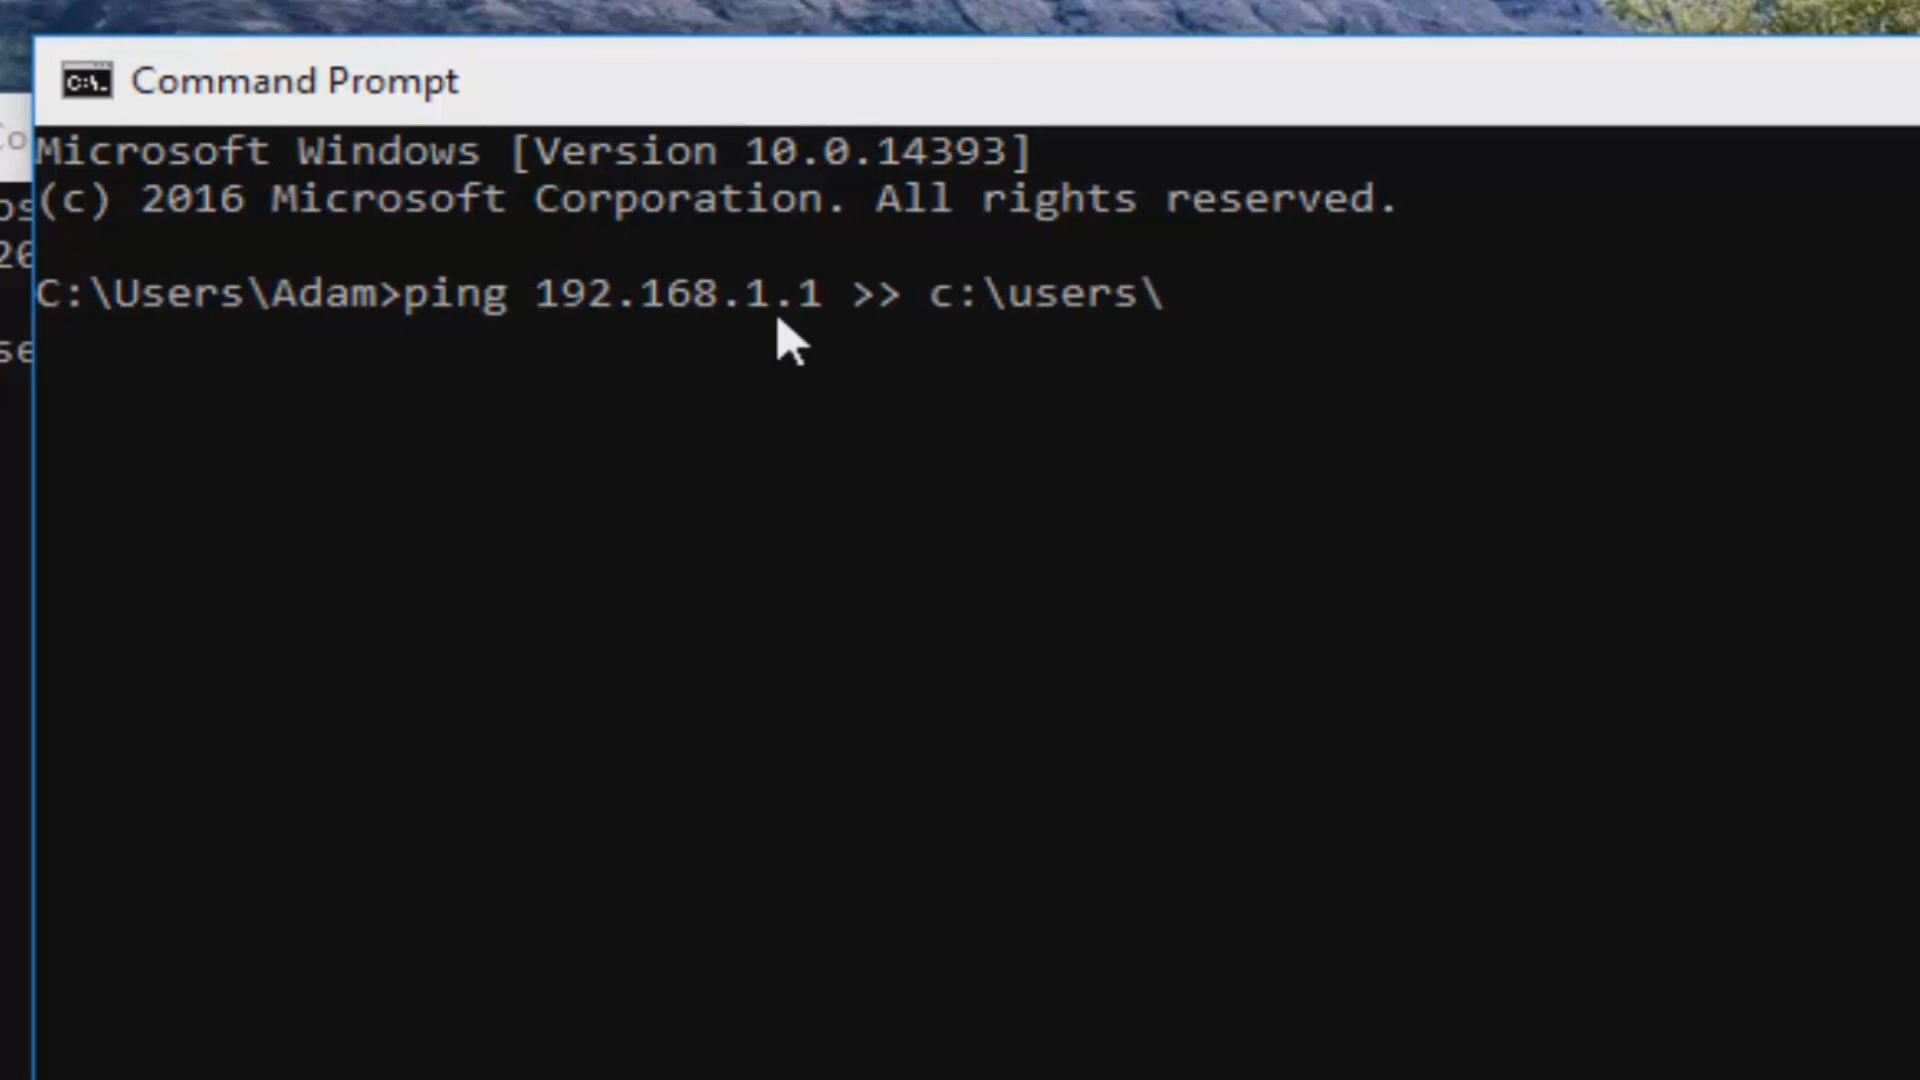 Command Prompt
Microsoft Windows [Version 10.0.14393]
(c) 2016 Microsoft Corporation. All rights reserved.
C:\Users\Adam>ping 192.168.1.1 >> c:\users\